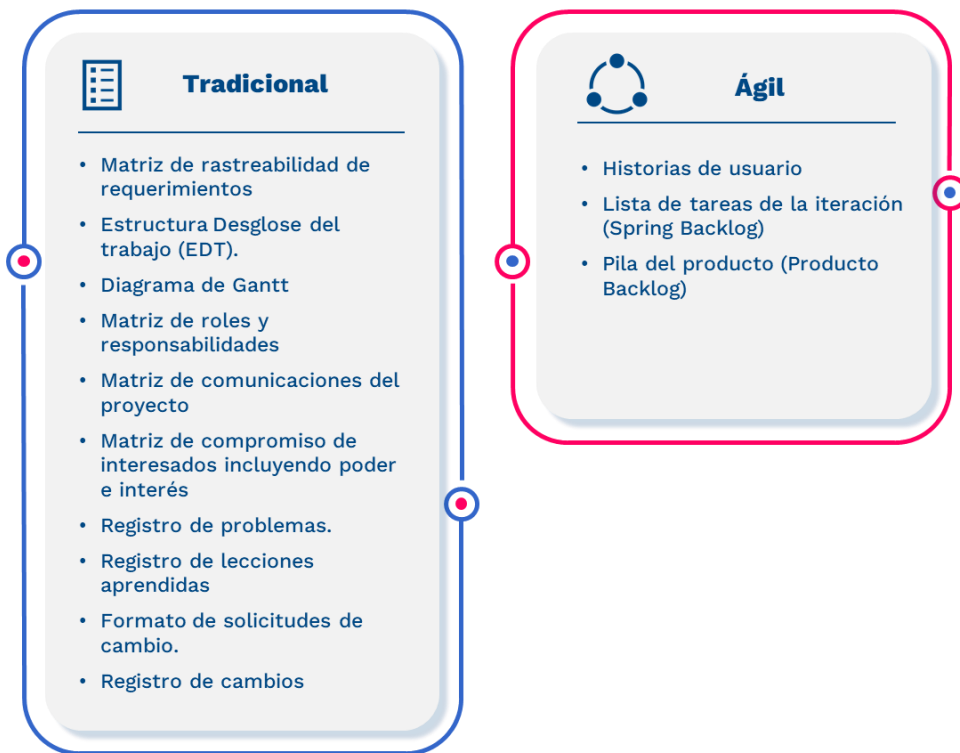 Tradicional
• Matriz de rastreabilidad de
requerimientos
• Estructura Desglose del
trabajo (EDT).
• Diagrama de Gantt
• Matriz de roles y
responsabilidades
• Matriz de comunicaciones del
proyecto
• Matriz de compromiso de
interesados incluyendo poder
e interés
• Registro de problemas.
• Registro de lecciones
aprendidas
• Formato de solicitudes de
cambio.
• Registro de cambios
Ágil
• Historias de usuario
• Lista de tareas de la iteración
(Spring Backlog)
• Pila del producto (Producto
Backlog)